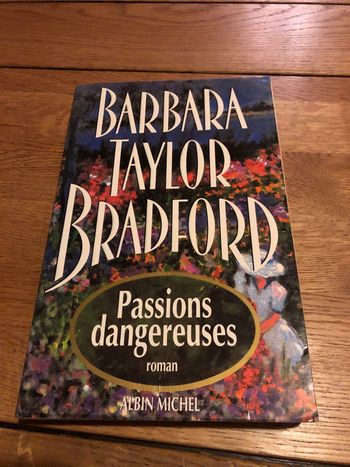 BARBARA
TAYLOR
BRADFORD
Passions
dangereuses
roman
ALBIN MICHEL